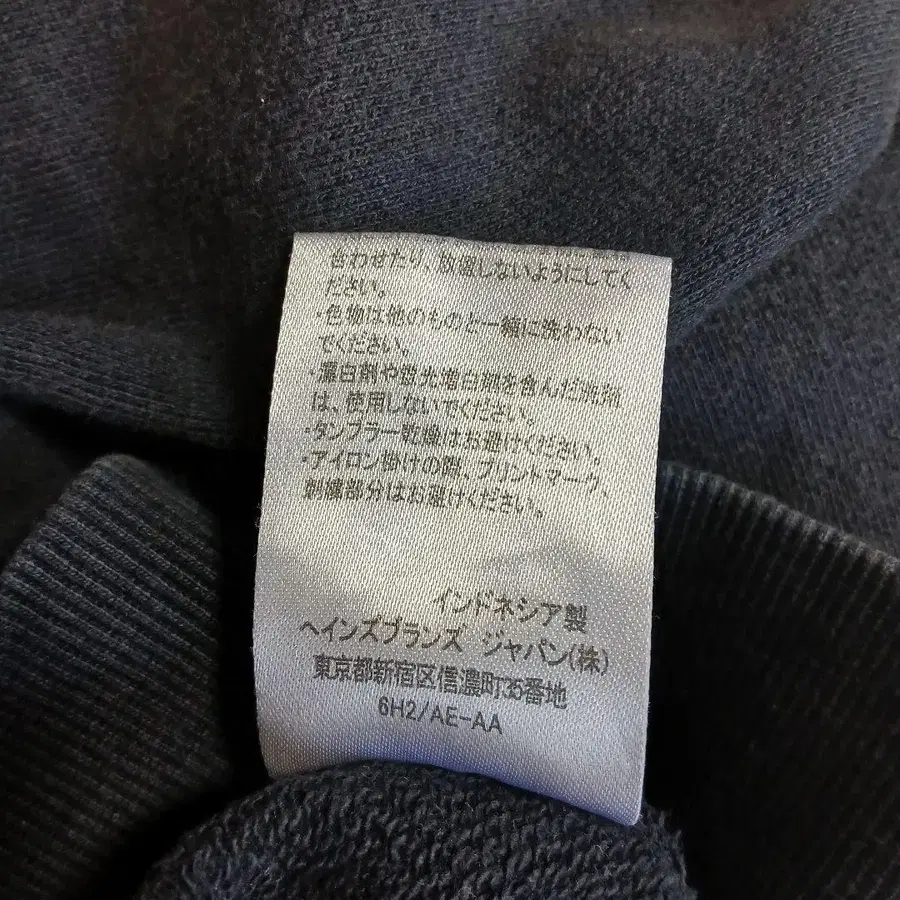 合わせたり、放置しないようにしてく
ださい。
・色物は他のものと一緒に洗わない
でください。
・漂白剤や蛍光増白剤を含んだ洗剤
は、使用しないでください。
・タンブラー乾燥はお避けください。
・アイロン掛けの際、プリントマーク、
刺繍部分はお避けください。
インドネシア製
ヘインズブランズ ジャパン(株)
東京都新宿区信濃町35番地
6H2/AE-AA